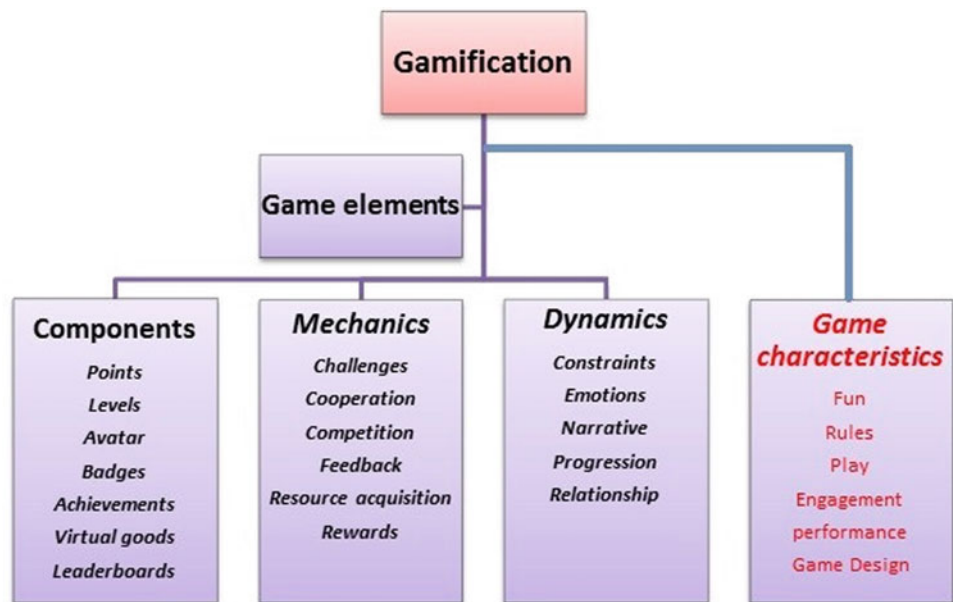 Gamification
Game elements
Components
Points
Levels
Avatar
Badges
Achievements
Virtual goods
Leaderboards
Mechanics
Challenges
Cooperation
Competition
Feedback
Resource acquisition
Rewards
Dynamics
Constraints
Emotions
Narrative
Progression
Relationship
Game
characteristics
Fun
Rules
Play
Engagement
performance
Game Design